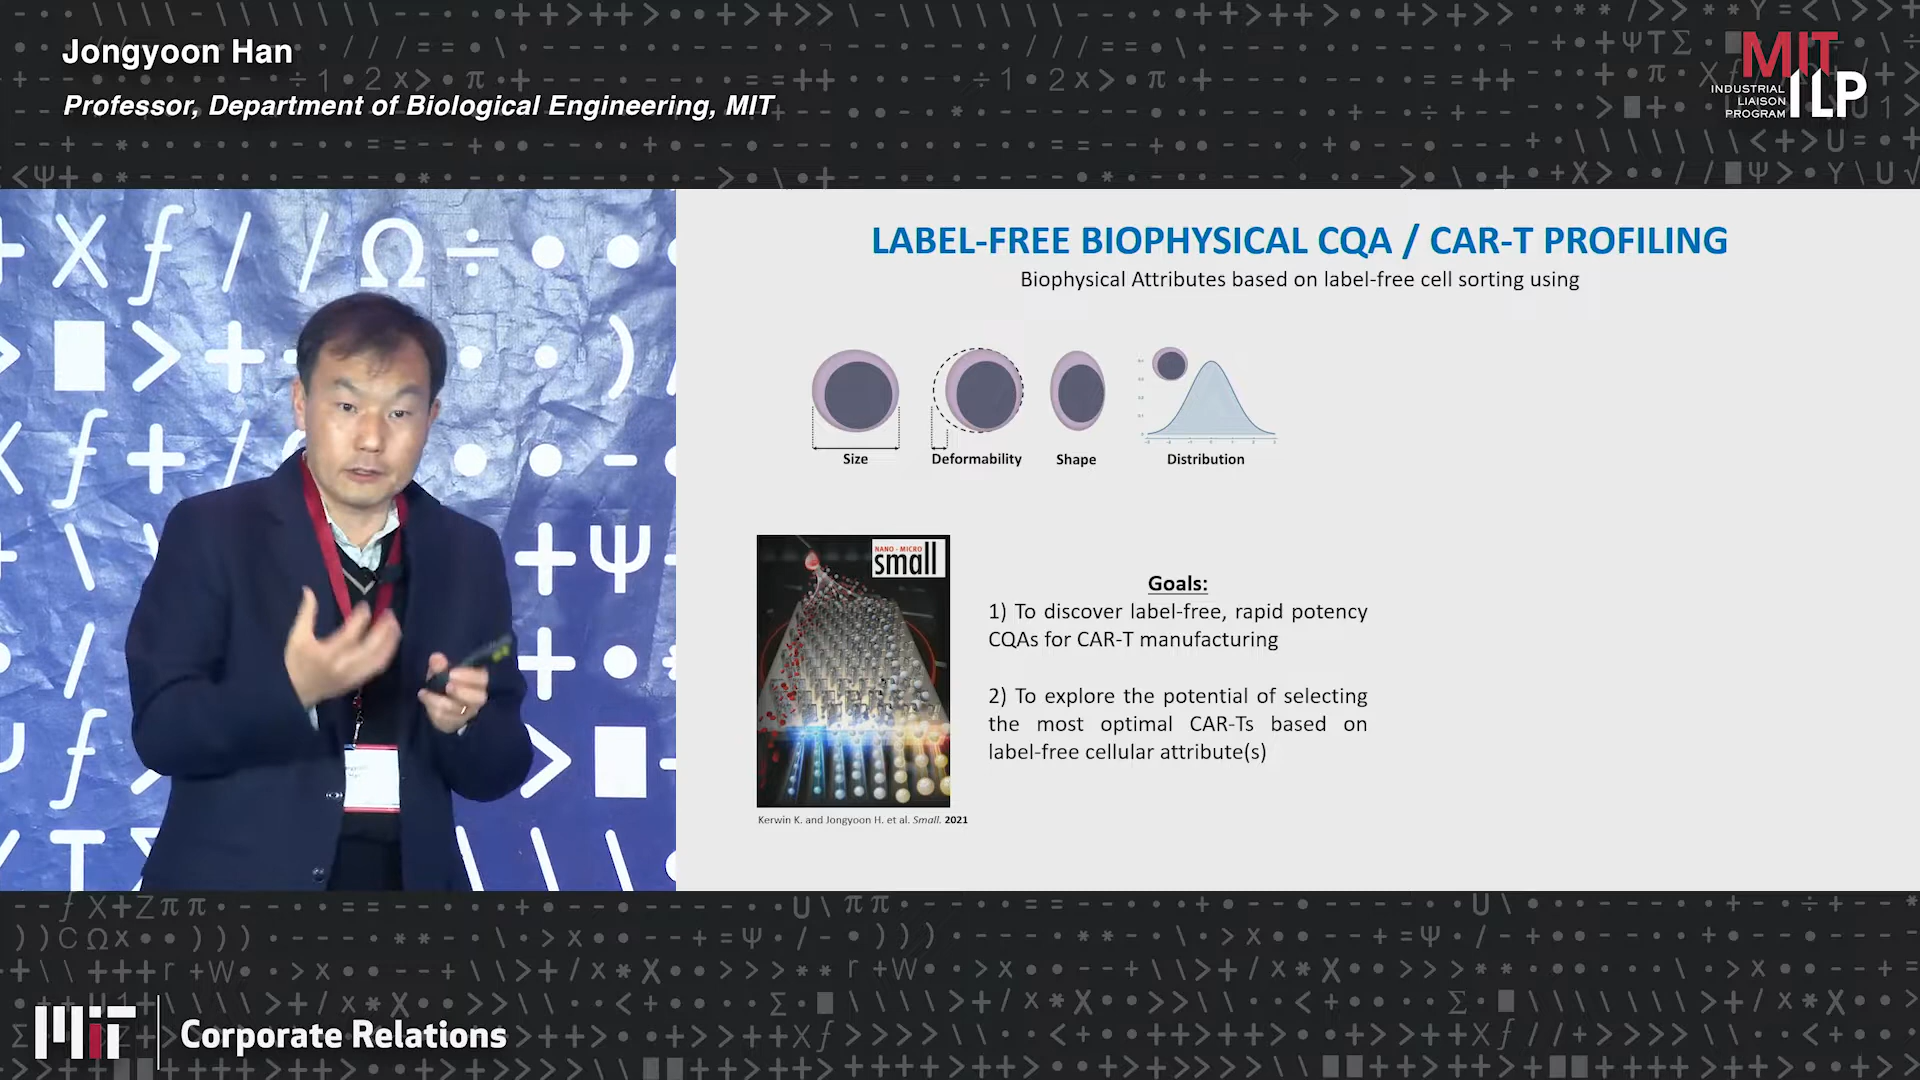 Jongyoon Han
Professor, Department of Biological Engineering, MIT
MIT
INDUSTRIAL
LIAISON
PROGRAM
ILP
LABEL-FREE BIOPHYSICAL CQA / CAR-T PROFILING
Biophysical Attributes based on label-free cell sorting using
Size
Deformability
Shape
Distribution
NANO - MICRO
small
Goals:
1) To discover label-free, rapid potency
CQAs for CAR-T manufacturing
2) To explore the potential of selecting
the most optimal CAR-Ts based on
label-free cellular attribute(s)
Kerwin K. and Jongyoon H. et al. Small. 2021
MIT
Corporate Relations